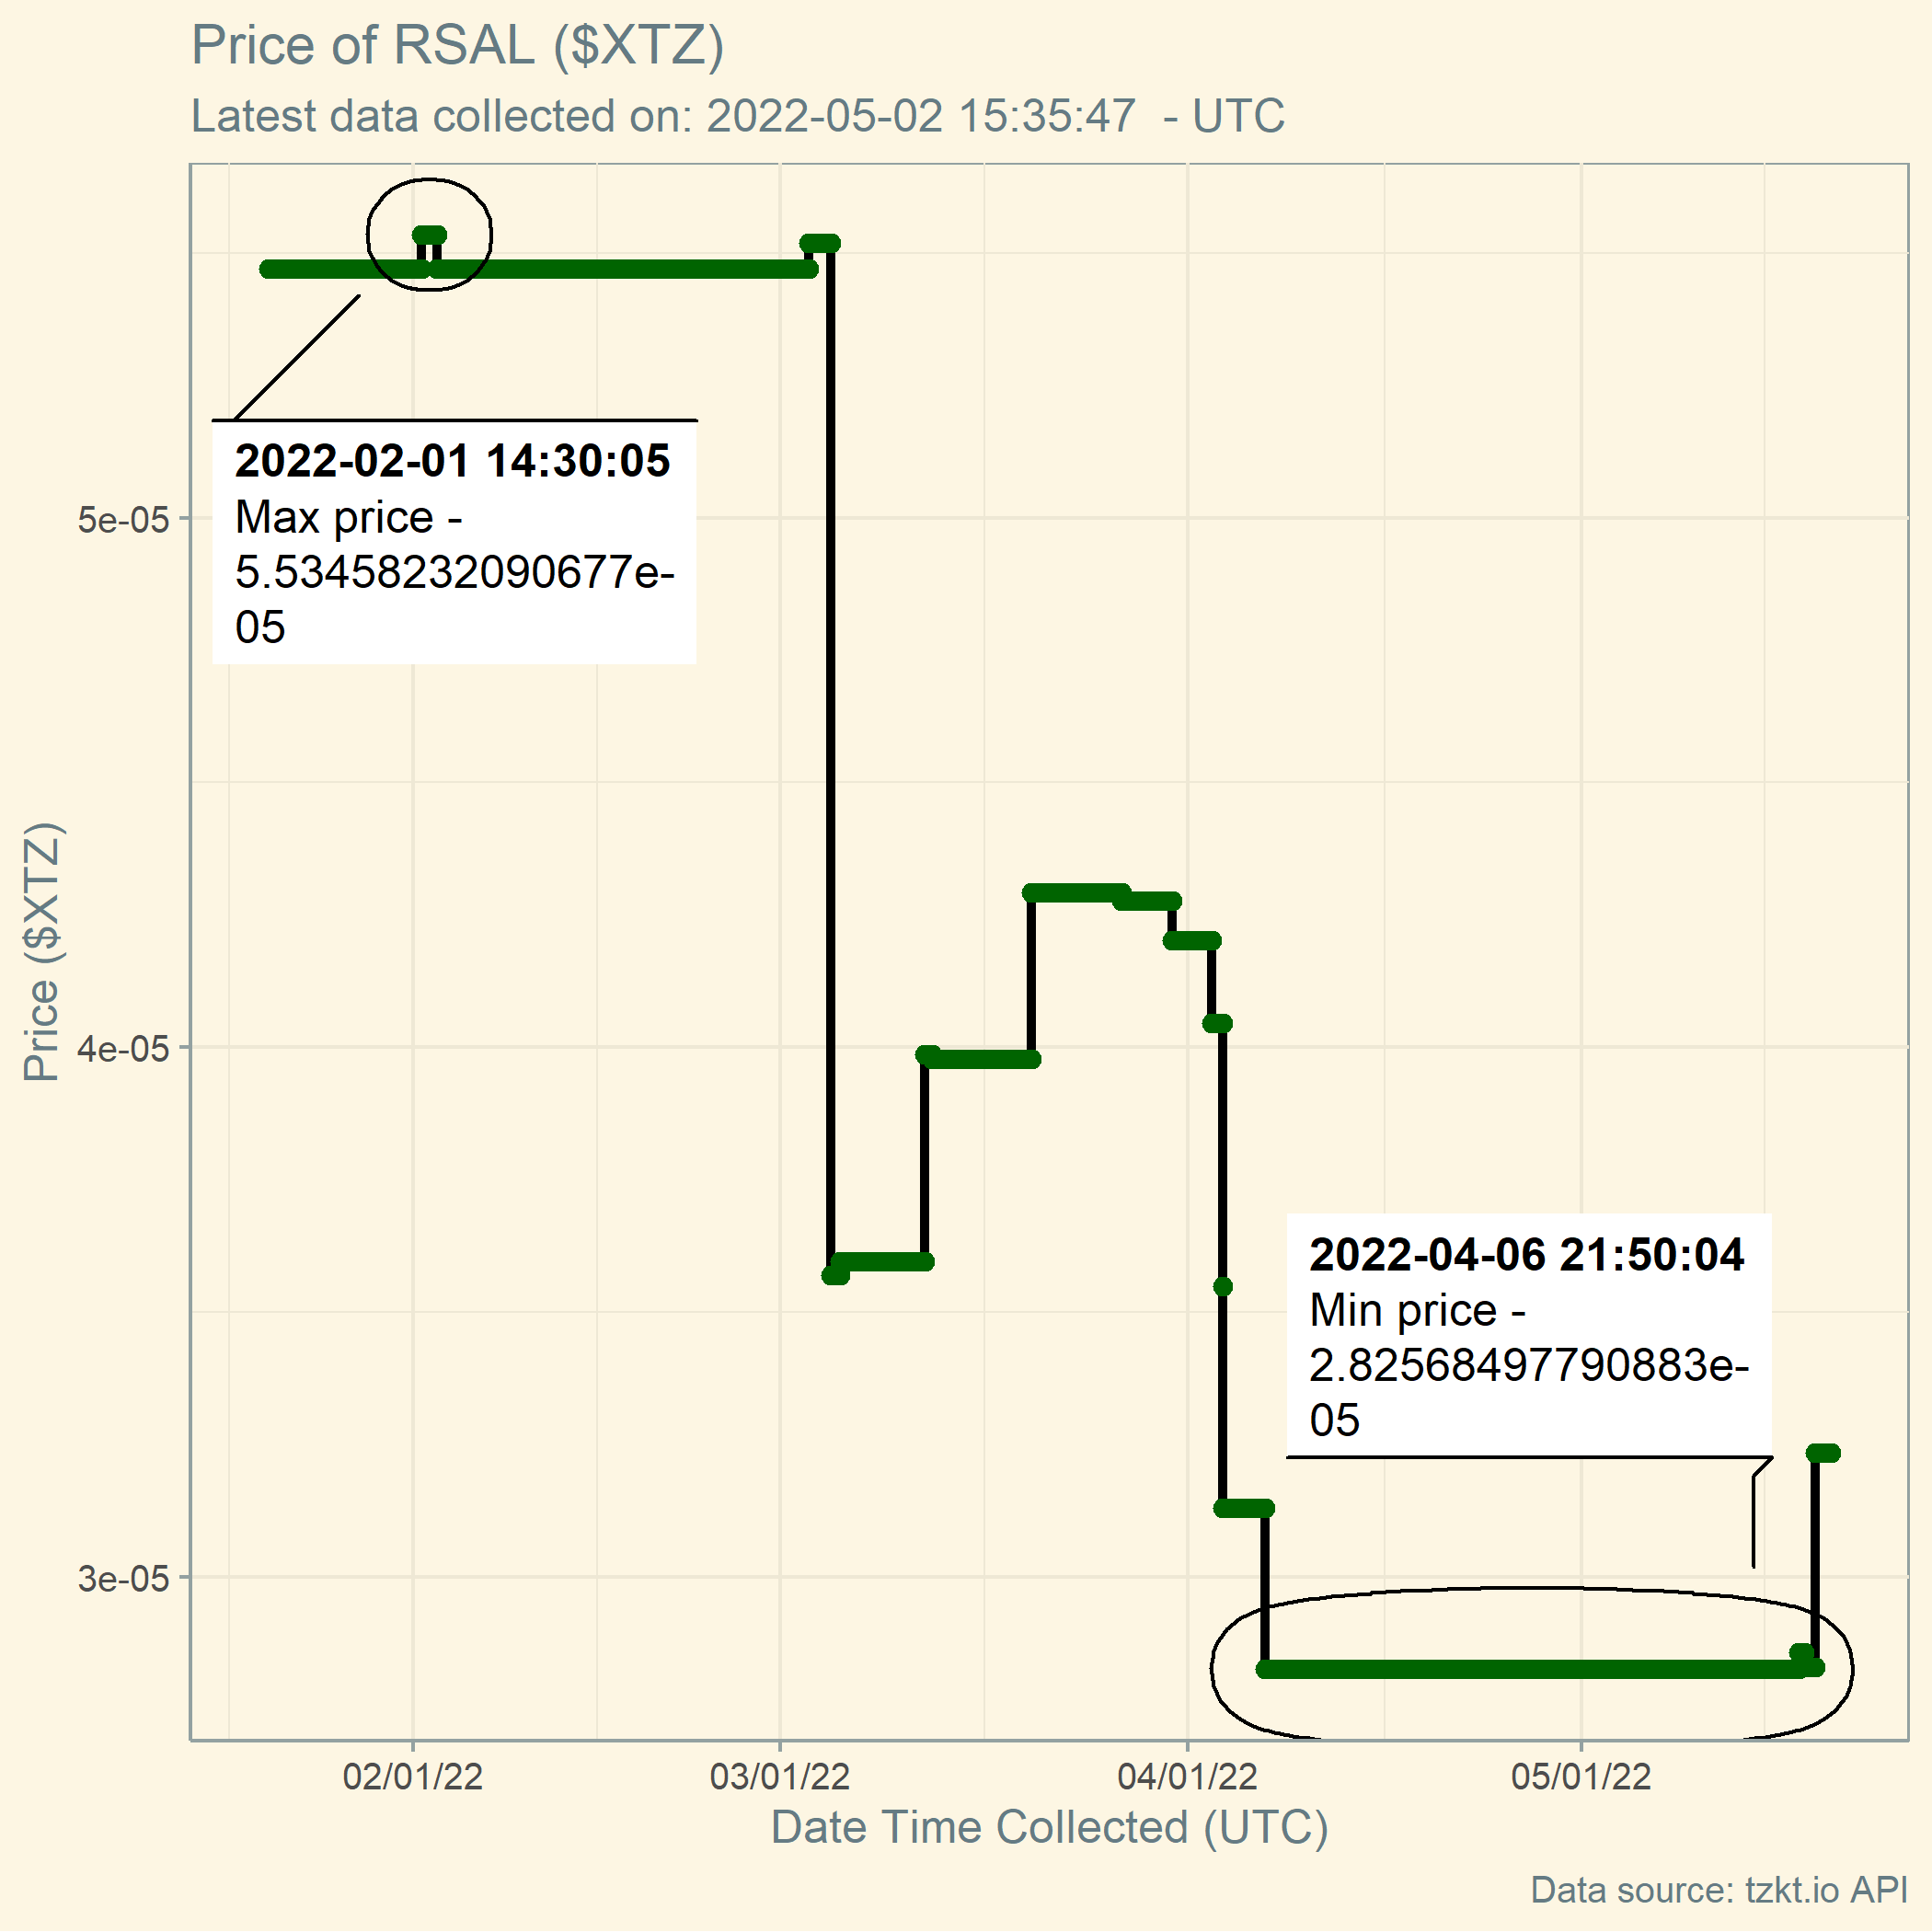 Price of RSAL ($XTZ)
Latest data collected on: 2022-05-02 15:35:47  - UTC
2022-02-01 14:30:05
Max price -
5.53458232090677e-
05
5e-05
4e-05
3e-05
Price ($XTZ)
2022-04-06 21:50:04
Min price -
2.82568497790883e-
05
02/01/22
03/01/22
04/01/22
05/01/22
Date Time Collected (UTC)
Data source: tzkt.io API